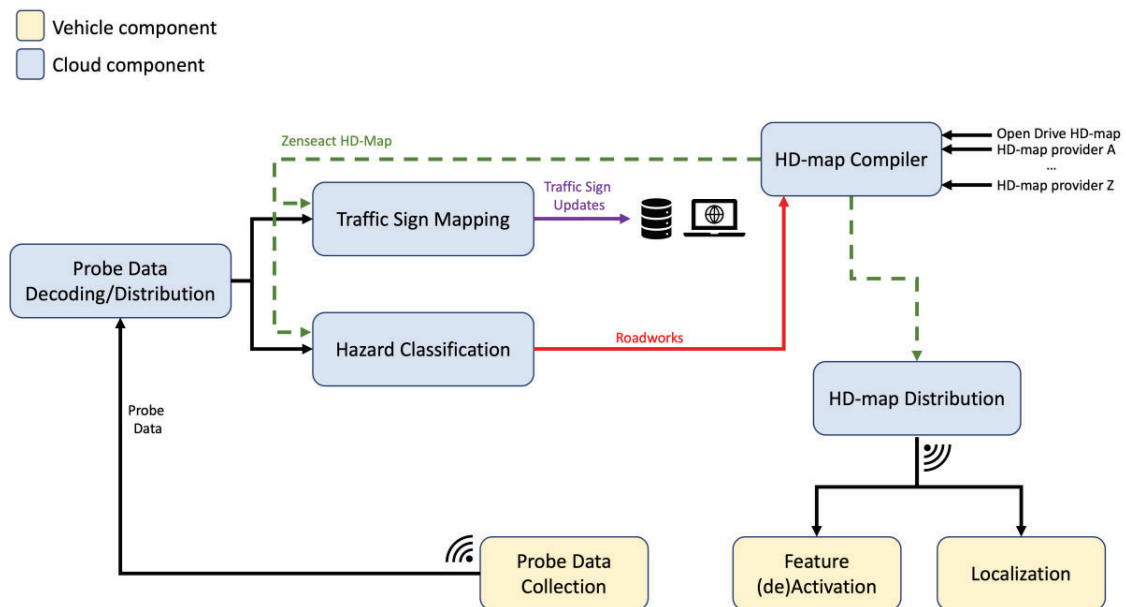 Vehicle component
Cloud component
Zenseact HD-Map
HD-map Compiler
Open Drive HD-map
HD-map provider A
...
HD-map provider Z
Traffic Sign Mapping
Traffic Sign
Updates
Probe Data
Decoding/Distribution
Hazard Classification
Roadworks
HD-map Distribution
Probe
Data
Probe Data
Collection
Feature
(de)Activation
Localization